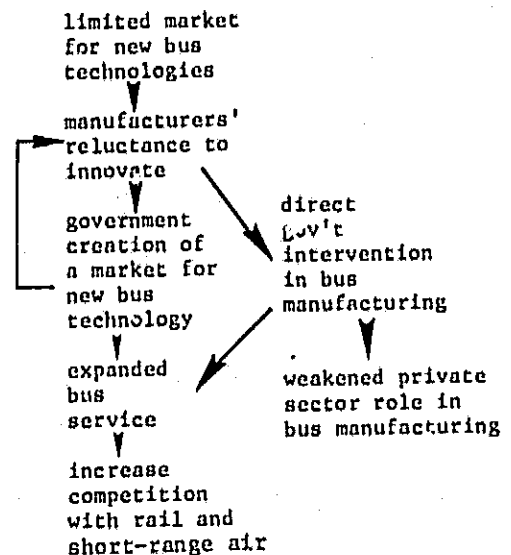 limited market
for new bus
technologies
manufacturers'
reluctance to
innovate
government
creation of
a market for
new bus
technology
direct
gov't
intervention
in bus
manufacturing
expanded
bus
service
weakened private
sector role in
bus manufacturing
increase
competition
with rail and
short-range air